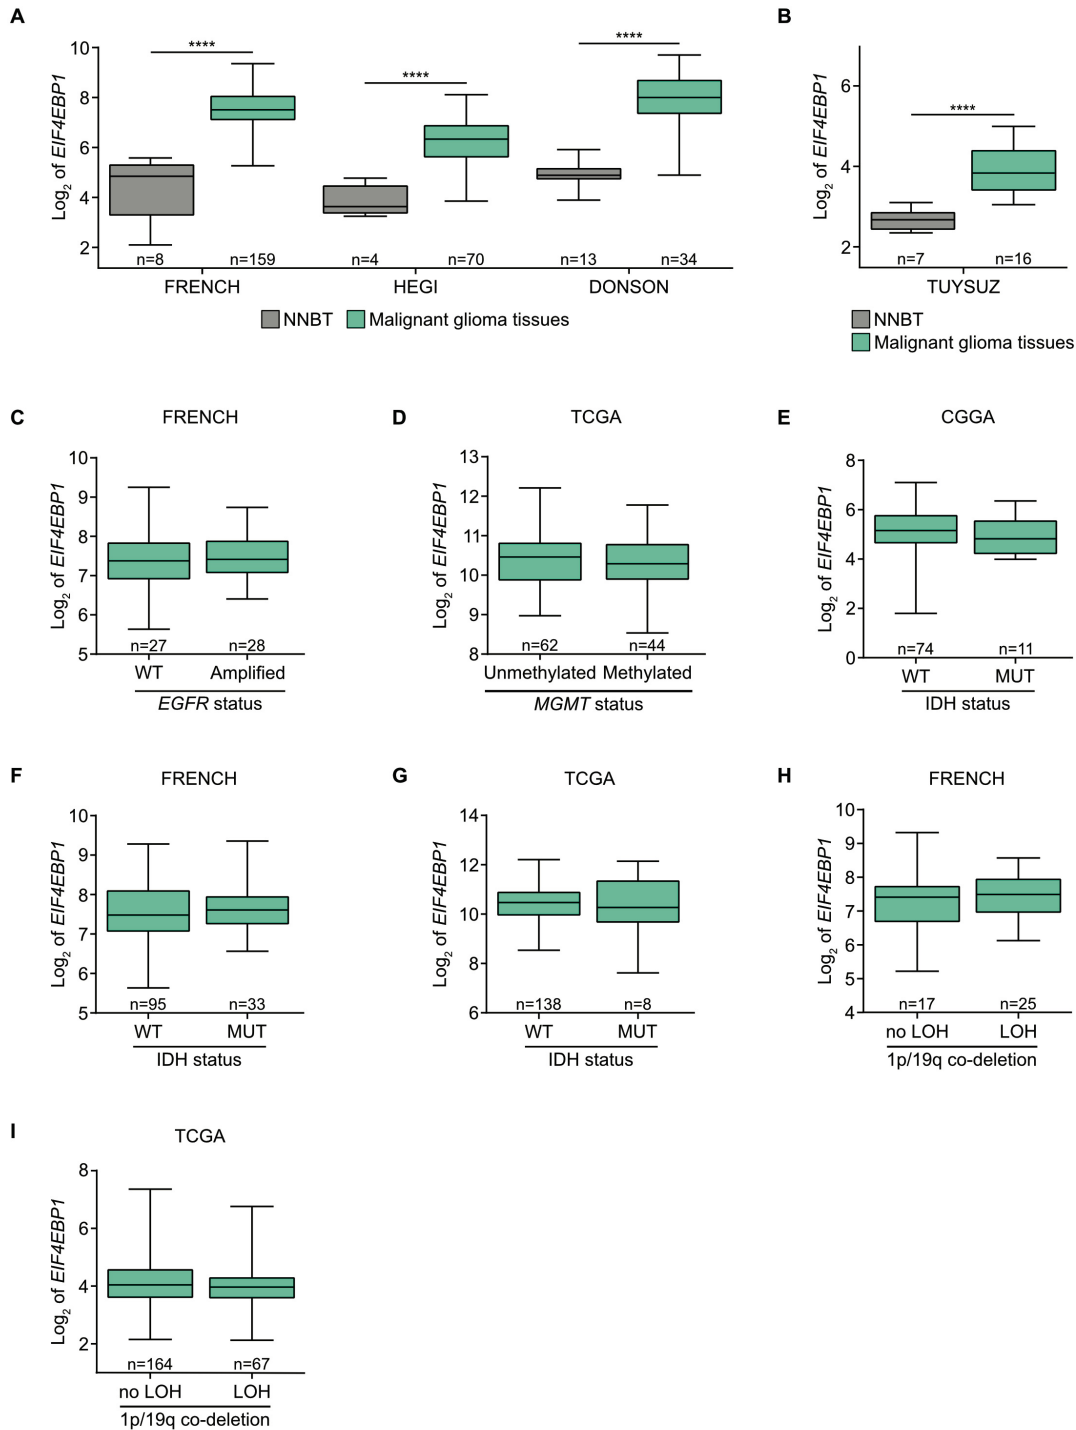 A
Log2 of EIF4EBP1
10
8
6
4
2
****
****
****
n=8
n=159
n=4
n=70
n=13
n=34
FRENCH
HEGI
DONSON
NNBT
Malignant glioma tissues
B
Log2 of EIF4EBP1
6
4
2
****
n=7
n=16
TUYSUZ
NNBT
Malignant glioma tissues
C
FRENCH
Log2 of EIF4EBP1
10
9
8
7
6
5
n=27
n=28
WT
Amplified
EGFR status
D
TCGA
Log2 of EIF4EBP1
13
12
11
10
9
8
n=62
n=44
Unmethylated
Methylated
MGMT status
E
CGGA
Log2 of EIF4EBP1
8
6
4
2
0
n=74
n=11
WT
MUT
IDH status
F
FRENCH
Log2 of EIF4EBP1
10
9
8
7
6
5
n=95
n=33
WT
MUT
IDH status
G
TCGA
Log2 of EIF4EBP1
14
12
10
8
6
n=138
n=8
WT
MUT
IDH status
H
FRENCH
Log2 of EIF4EBP1
10
9
8
7
6
5
4
n=17
n=25
no LOH
LOH
1p/19q co-deletion
I
TCGA
Log2 of EIF4EBP1
8
6
4
2
n=164
n=67
no LOH
LOH
1p/19q co-deletion